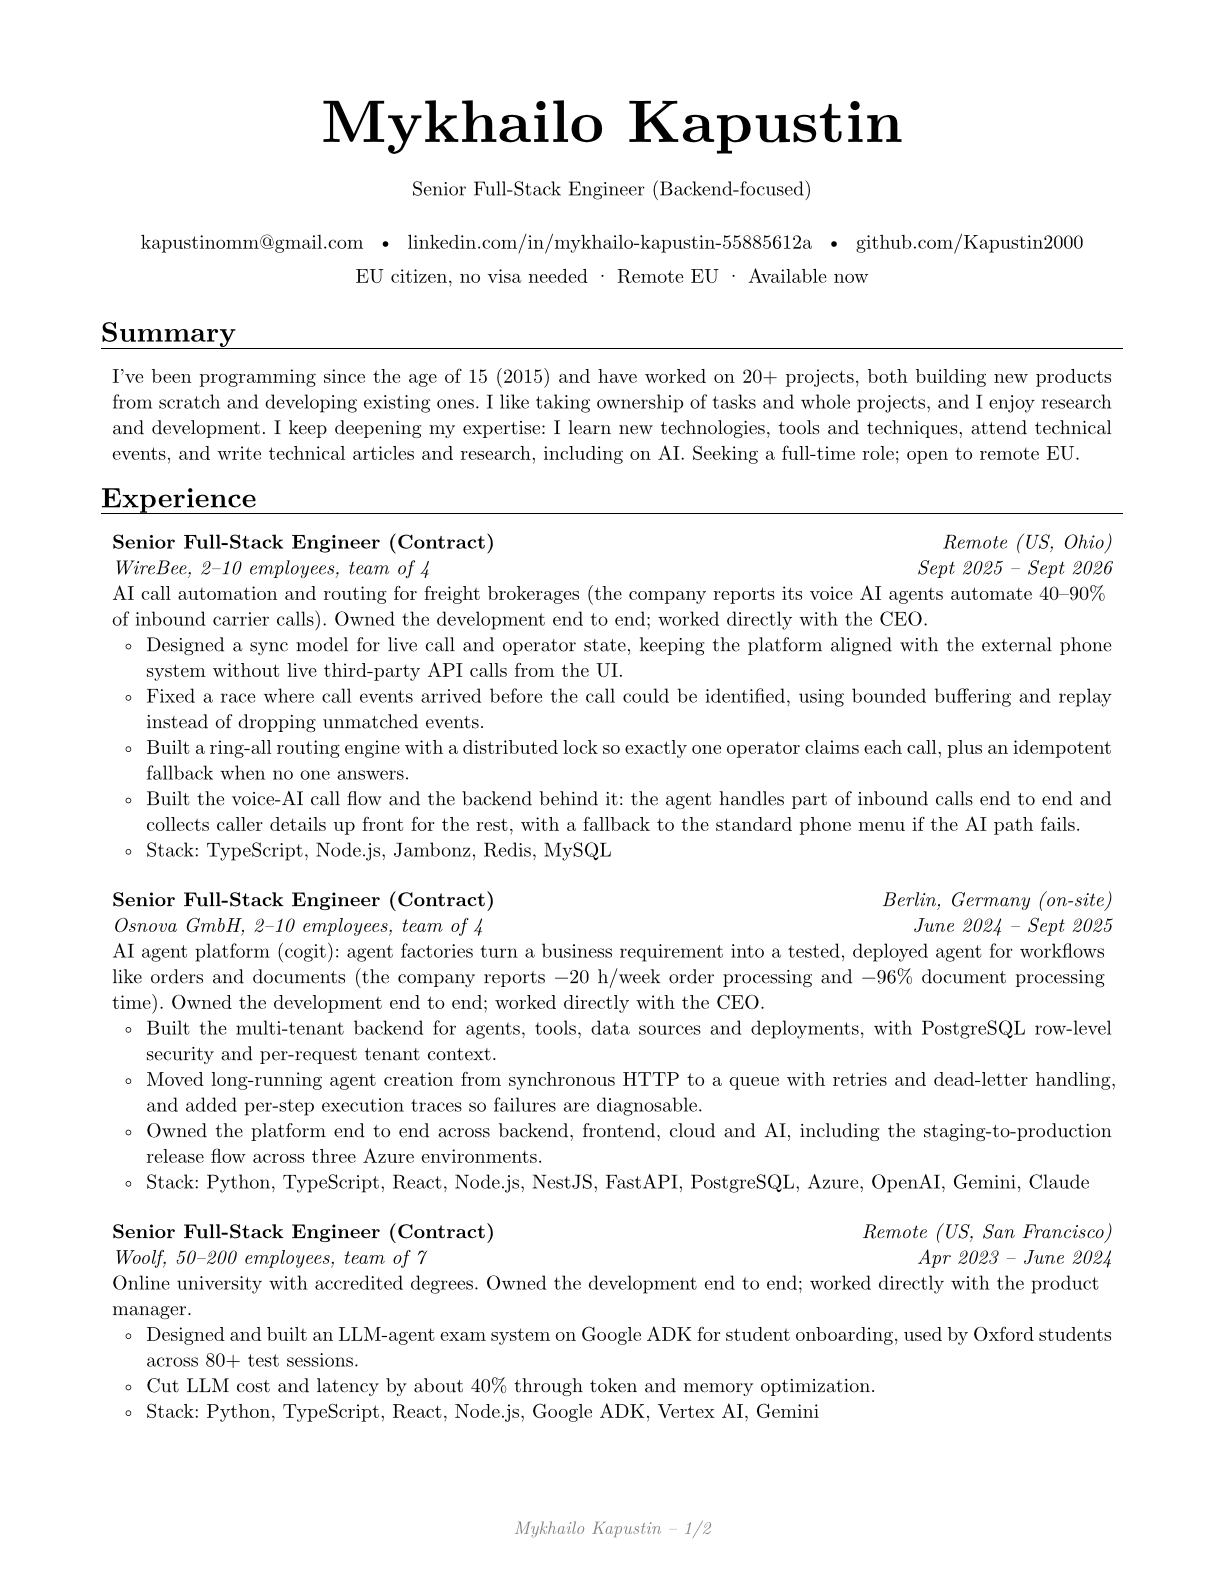 Mykhailo Kapustin
Senior Full-Stack Engineer (Backend-focused)
kapustinomm@gmail.com • linkedin.com/in/mykhailo-kapustin-55885612a • github.com/Kapustin2000
EU citizen, no visa needed · Remote EU · Available now
Summary
I've been programming since the age of 15 (2015) and have worked on 20+ projects, both building new products
from scratch and developing existing ones. I like taking ownership of tasks and whole projects, and I enjoy research
and development. I keep deepening my expertise: I learn new technologies, tools and techniques, attend technical
events, and write technical articles and research, including on AI. Seeking a full-time role; open to remote EU.
Experience
Senior Full-Stack Engineer (Contract) Remote (US, Ohio)
WireBee, 2–10 employees, team of 4 Sept 2025 – Sept 2026
AI call automation and routing for freight brokerages (the company reports its voice AI agents automate 40–90%
of inbound carrier calls). Owned the development end to end; worked directly with the CEO.
◦ Designed a sync model for live call and operator state, keeping the platform aligned with the external phone
system without live third-party API calls from the UI.
◦ Fixed a race where call events arrived before the call could be identified, using bounded buffering and replay
instead of dropping unmatched events.
◦ Built a ring-all routing engine with a distributed lock so exactly one operator claims each call, plus an idempotent
fallback when no one answers.
◦ Built the voice-AI call flow and the backend behind it: the agent handles part of inbound calls end to end and
collects caller details up front for the rest, with a fallback to the standard phone menu if the AI path fails.
◦ Stack: TypeScript, Node.js, Jambonz, Redis, MySQL
Senior Full-Stack Engineer (Contract) Berlin, Germany (on-site)
Osnova GmbH, 2–10 employees, team of 4 June 2024 – Sept 2025
AI agent platform (cogit): agent factories turn a business requirement into a tested, deployed agent for workflows
like orders and documents (the company reports −20 h/week order processing and −96% document processing
time). Owned the development end to end; worked directly with the CEO.
◦ Built the multi-tenant backend for agents, tools, data sources and deployments, with PostgreSQL row-level
security and per-request tenant context.
◦ Moved long-running agent creation from synchronous HTTP to a queue with retries and dead-letter handling,
and added per-step execution traces so failures are diagnosable.
◦ Owned the platform end to end across backend, frontend, cloud and AI, including the staging-to-production
release flow across three Azure environments.
◦ Stack: Python, TypeScript, React, Node.js, NestJS, FastAPI, PostgreSQL, Azure, OpenAI, Gemini, Claude
Senior Full-Stack Engineer (Contract) Remote (US, San Francisco)
Woolf, 50–200 employees, team of 7 Apr 2023 – June 2024
Online university with accredited degrees. Owned the development end to end; worked directly with the product
manager.
◦ Designed and built an LLM-agent exam system on Google ADK for student onboarding, used by Oxford students
across 80+ test sessions.
◦ Cut LLM cost and latency by about 40% through token and memory optimization.
◦ Stack: Python, TypeScript, React, Node.js, Google ADK, Vertex AI, Gemini
Mykhailo Kapustin – 1/2